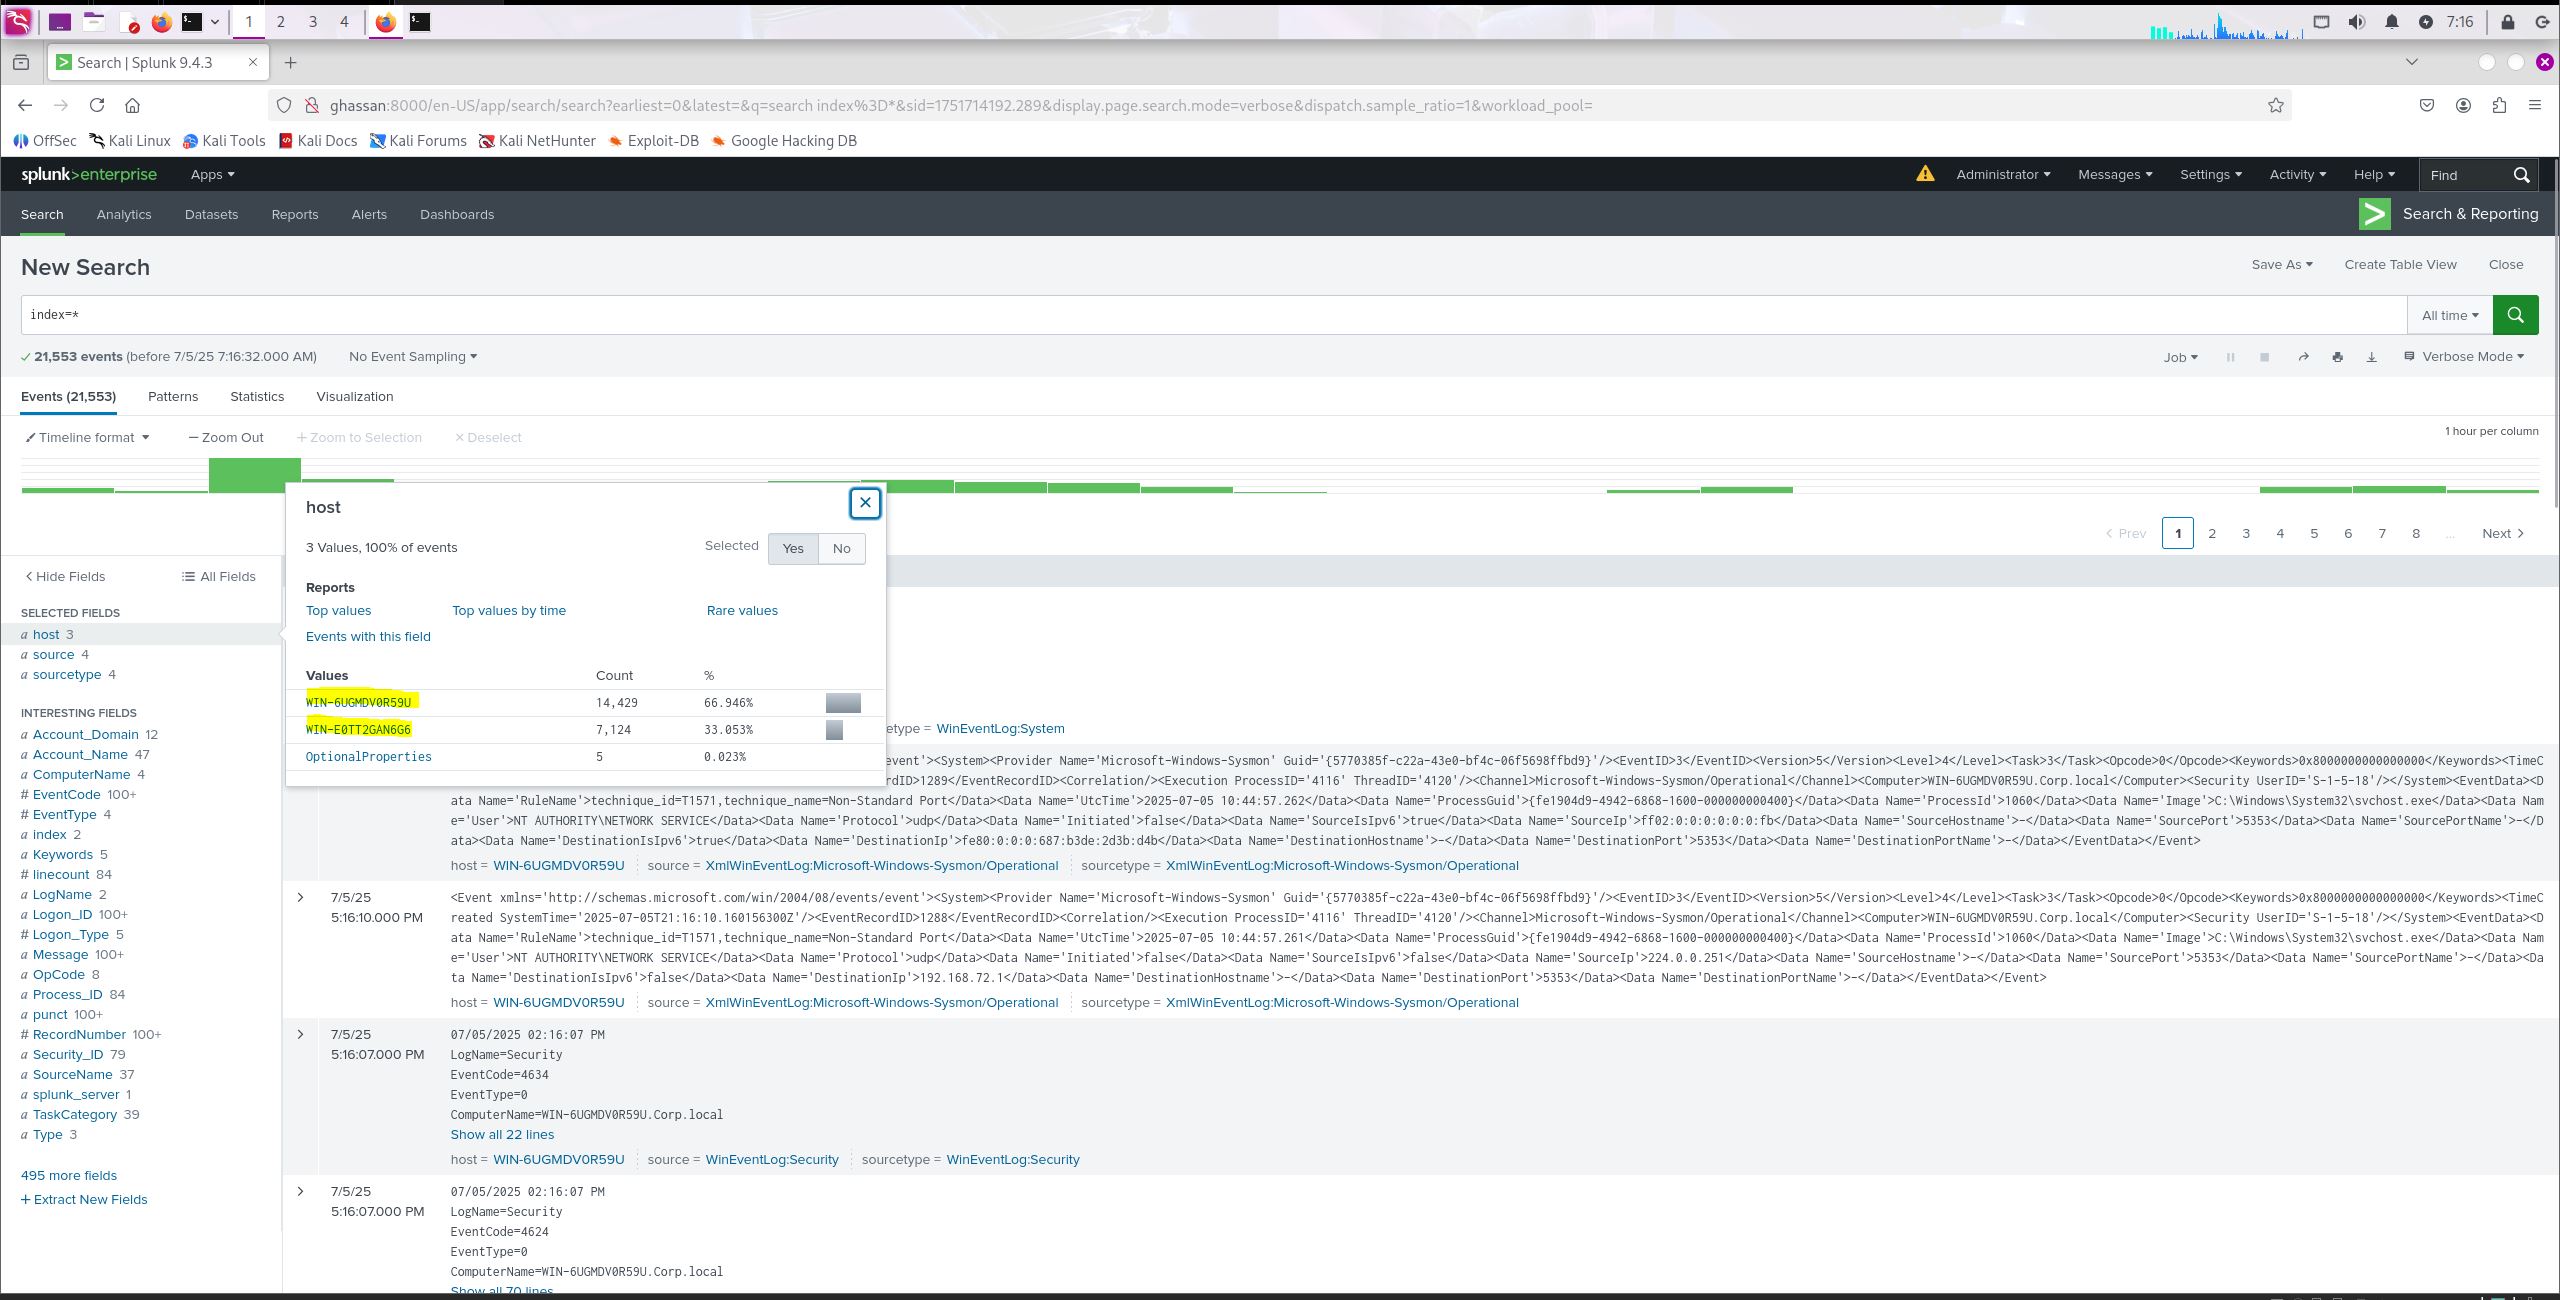 1 2 3 4 7:16
Search | Splunk 9.4.3
ghassan:8000/en-US/app/search/search?earliest=0&latest=&q=search index%3D*&sid=1751714192.289&display.page.search.mode=verbose&dispatch.sample_ratio=1&workload_pool=
OffSec Kali Linux Kali Tools Kali Docs Kali Forums Kali NetHunter Exploit-DB Google Hacking DB
splunk>enterprise Apps Administrator Messages Settings Activity Help Find
Search Analytics Datasets Reports Alerts Dashboards Search & Reporting
New Search Save As Create Table View Close
index=* All time
21,553 events (before 7/5/25 7:16:32.000 AM) No Event Sampling Job Verbose Mode
Events (21,553) Patterns Statistics Visualization
Timeline format — Zoom Out + Zoom to Selection × Deselect 1 hour per column
host
3 Values, 100% of events Selected Yes No
< Prev 1 2 3 4 5 6 7 8 ... Next >
Reports
Top values Top values by time Rare values
Events with this field
Values Count %
WIN-6UGMDV0R59U 14,429 66.946%
WIN-E0TT2GAN6G6 7,124 33.053%
OptionalProperties 5 0.023%
< Hide Fields All Fields
SELECTED FIELDS
a host 3
a source 4
a sourcetype 4
INTERESTING FIELDS
a Account_Domain 12
a Account_Name 47
a ComputerName 4
# EventCode 100+
# EventType 4
a index 2
a Keywords 5
# linecount 84
a LogName 2
a Logon_ID 100+
# Logon_Type 5
a Message 100+
a OpCode 8
a Process_ID 84
a punct 100+
# RecordNumber 100+
a Security_ID 79
a SourceName 37
a splunk_server 1
a TaskCategory 39
a Type 3
495 more fields
+ Extract New Fields
etype = WinEventLog:System
event'><System><Provider Name='Microsoft-Windows-Sysmon' Guid='{5770385f-c22a-43e0-bf4c-06f5698ffbd9}'/><EventID>3</EventID><Version>5</Version><Level>4</Level><Task>3</Task><Opcode>0</Opcode><Keywords>0x8000000000000000</Keywords><TimeC
RecordID>1289</EventRecordID><Correlation/><Execution ProcessID='4116' ThreadID='4120'/><Channel>Microsoft-Windows-Sysmon/Operational</Channel><Computer>WIN-6UGMDV0R59U.Corp.local</Computer><Security UserID='S-1-5-18'/></System><EventData><D
ata Name='RuleName'>technique_id=T1571,technique_name=Non-Standard Port</Data><Data Name='UtcTime'>2025-07-05 10:44:57.262</Data><Data Name='ProcessGuid'>{fe1904d9-4942-6868-1600-000000000400}</Data><Data Name='ProcessId'>1060</Data><Data Name='Image'>C:\Windows\System32\svchost.exe</Data><Data Nam
e='User'>NT AUTHORITY\NETWORK SERVICE</Data><Data Name='Protocol'>udp</Data><Data Name='Initiated'>false</Data><Data Name='SourceIsIpv6'>true</Data><Data Name='SourceIp'>ff02:0:0:0:0:0:0:fb</Data><Data Name='SourceHostname'>-</Data><Data Name='SourcePort'>5353</Data><Data Name='SourcePortName'>-</D
ata><Data Name='DestinationIsIpv6'>true</Data><Data Name='DestinationIp'>fe80:0:0:0:687:b3de:2d3b:d4b</Data><Data Name='DestinationHostname'>-</Data><Data Name='DestinationPort'>5353</Data><Data Name='DestinationPortName'>-</Data></EventData></Event>
host = WIN-6UGMDV0R59U source = XmlWinEventLog:Microsoft-Windows-Sysmon/Operational sourcetype = XmlWinEventLog:Microsoft-Windows-Sysmon/Operational
7/5/25
5:16:10.000 PM
<Event xmlns='http://schemas.microsoft.com/win/2004/08/events/event'><System><Provider Name='Microsoft-Windows-Sysmon' Guid='{5770385f-c22a-43e0-bf4c-06f5698ffbd9}'/><EventID>3</EventID><Version>5</Version><Level>4</Level><Task>3</Task><Opcode>0</Opcode><Keywords>0x8000000000000000</Keywords><TimeC
reated SystemTime='2025-07-05T21:16:10.160156300Z'/><EventRecordID>1288</EventRecordID><Correlation/><Execution ProcessID='4116' ThreadID='4120'/><Channel>Microsoft-Windows-Sysmon/Operational</Channel><Computer>WIN-6UGMDV0R59U.Corp.local</Computer><Security UserID='S-1-5-18'/></System><EventData><D
ata Name='RuleName'>technique_id=T1571,technique_name=Non-Standard Port</Data><Data Name='UtcTime'>2025-07-05 10:44:57.261</Data><Data Name='ProcessGuid'>{fe1904d9-4942-6868-1600-000000000400}</Data><Data Name='ProcessId'>1060</Data><Data Name='Image'>C:\Windows\System32\svchost.exe</Data><Data Nam
e='User'>NT AUTHORITY\NETWORK SERVICE</Data><Data Name='Protocol'>udp</Data><Data Name='Initiated'>false</Data><Data Name='SourceIsIpv6'>false</Data><Data Name='SourceIp'>224.0.0.251</Data><Data Name='SourceHostname'>-</Data><Data Name='SourcePort'>5353</Data><Data Name='SourcePortName'>-</Data><Da
ta Name='DestinationIsIpv6'>false</Data><Data Name='DestinationIp'>192.168.72.1</Data><Data Name='DestinationHostname'>-</Data><Data Name='DestinationPort'>5353</Data><Data Name='DestinationPortName'>-</Data></EventData></Event>
host = WIN-6UGMDV0R59U source = XmlWinEventLog:Microsoft-Windows-Sysmon/Operational sourcetype = XmlWinEventLog:Microsoft-Windows-Sysmon/Operational
7/5/25
5:16:07.000 PM
07/05/2025 02:16:07 PM
LogName=Security
EventCode=4634
EventType=0
ComputerName=WIN-6UGMDV0R59U.Corp.local
Show all 22 lines
host = WIN-6UGMDV0R59U source = WinEventLog:Security sourcetype = WinEventLog:Security
7/5/25
5:16:07.000 PM
07/05/2025 02:16:07 PM
LogName=Security
EventCode=4624
EventType=0
ComputerName=WIN-6UGMDV0R59U.Corp.local
Show all 70 lines